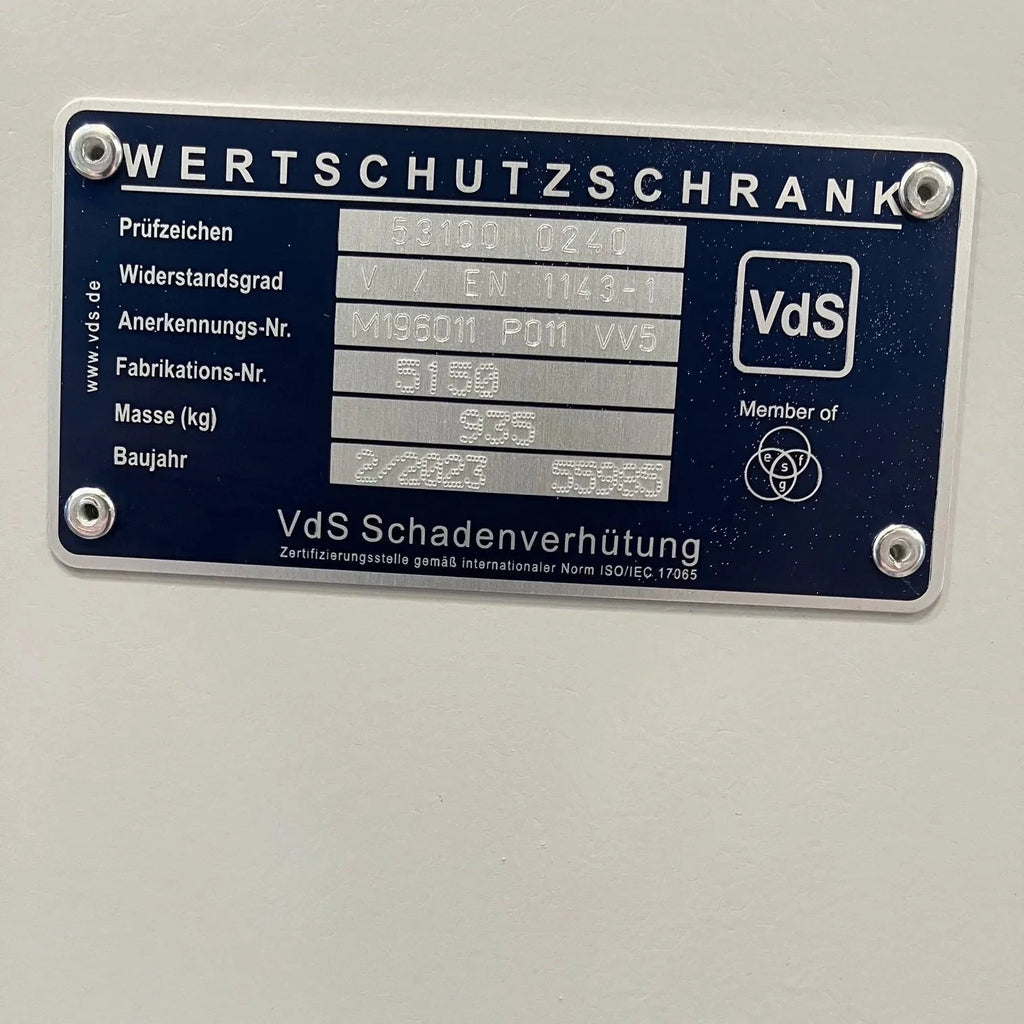 WERTSCHUTZSCHRANK
Prüfzeichen 53100 0240
Widerstandsgrad V / EN 1143-1
Anerkennungs-Nr. M196011 P011 VV5
Fabrikations-Nr. 5150
Masse (kg) 935
Baujahr 2/2023 55985
www.vds.de
VdS
Member of
e s f
g
VdS Schadenverhütung
Zertifizierungsstelle gemäß internationaler Norm ISO/IEC 17065